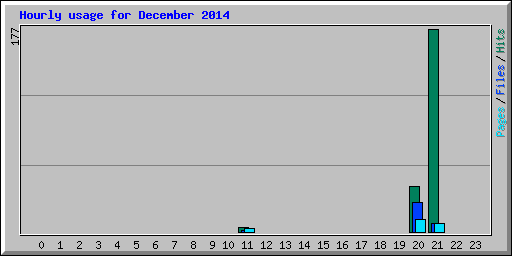 Hourly usage for December 2014
177
Pages/Files/Hits
0 1 2 3 4 5 6 7 8 9 10 11 12 13 14 15 16 17 18 19 20 21 22 23